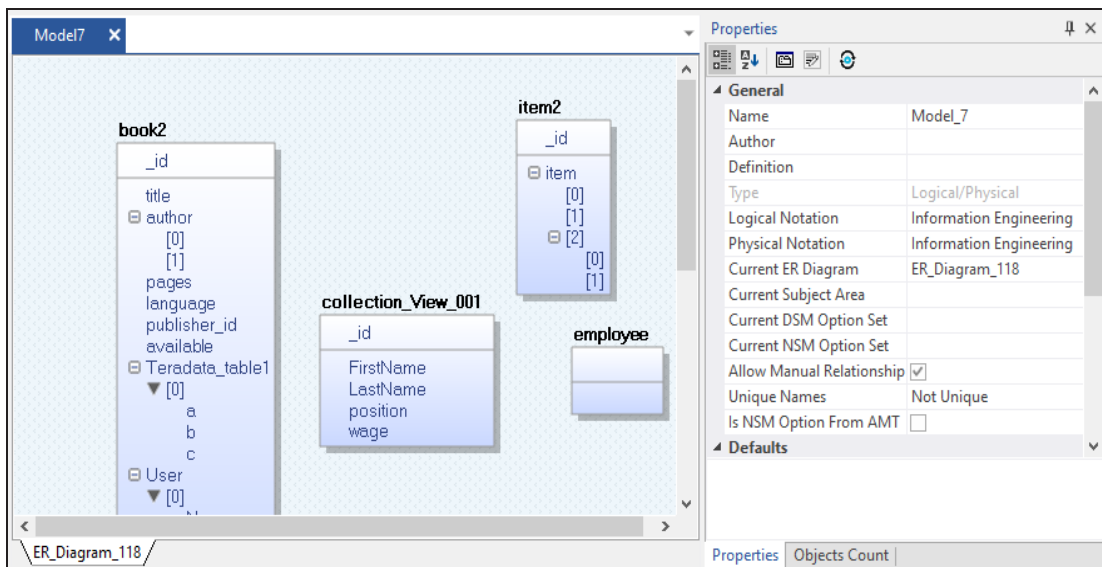 Model7
book2
_id
title
author
[0]
[1]
pages
language
publisher_id
available
Teradata_table1
[0]
a
b
c
User
[0]
collection_View_001
_id
FirstName
LastName
position
wage
item2
_id
item
[0]
[1]
[2]
[0]
[1]
employee
ER_Diagram_118
Properties
General
Name Model_7
Author
Definition
Type Logical/Physical
Logical Notation Information Engineering
Physical Notation Information Engineering
Current ER Diagram ER_Diagram_118
Current Subject Area
Current DSM Option Set
Current NSM Option Set
Allow Manual Relationship
Unique Names Not Unique
Is NSM Option From AMT
Defaults
Properties Objects Count